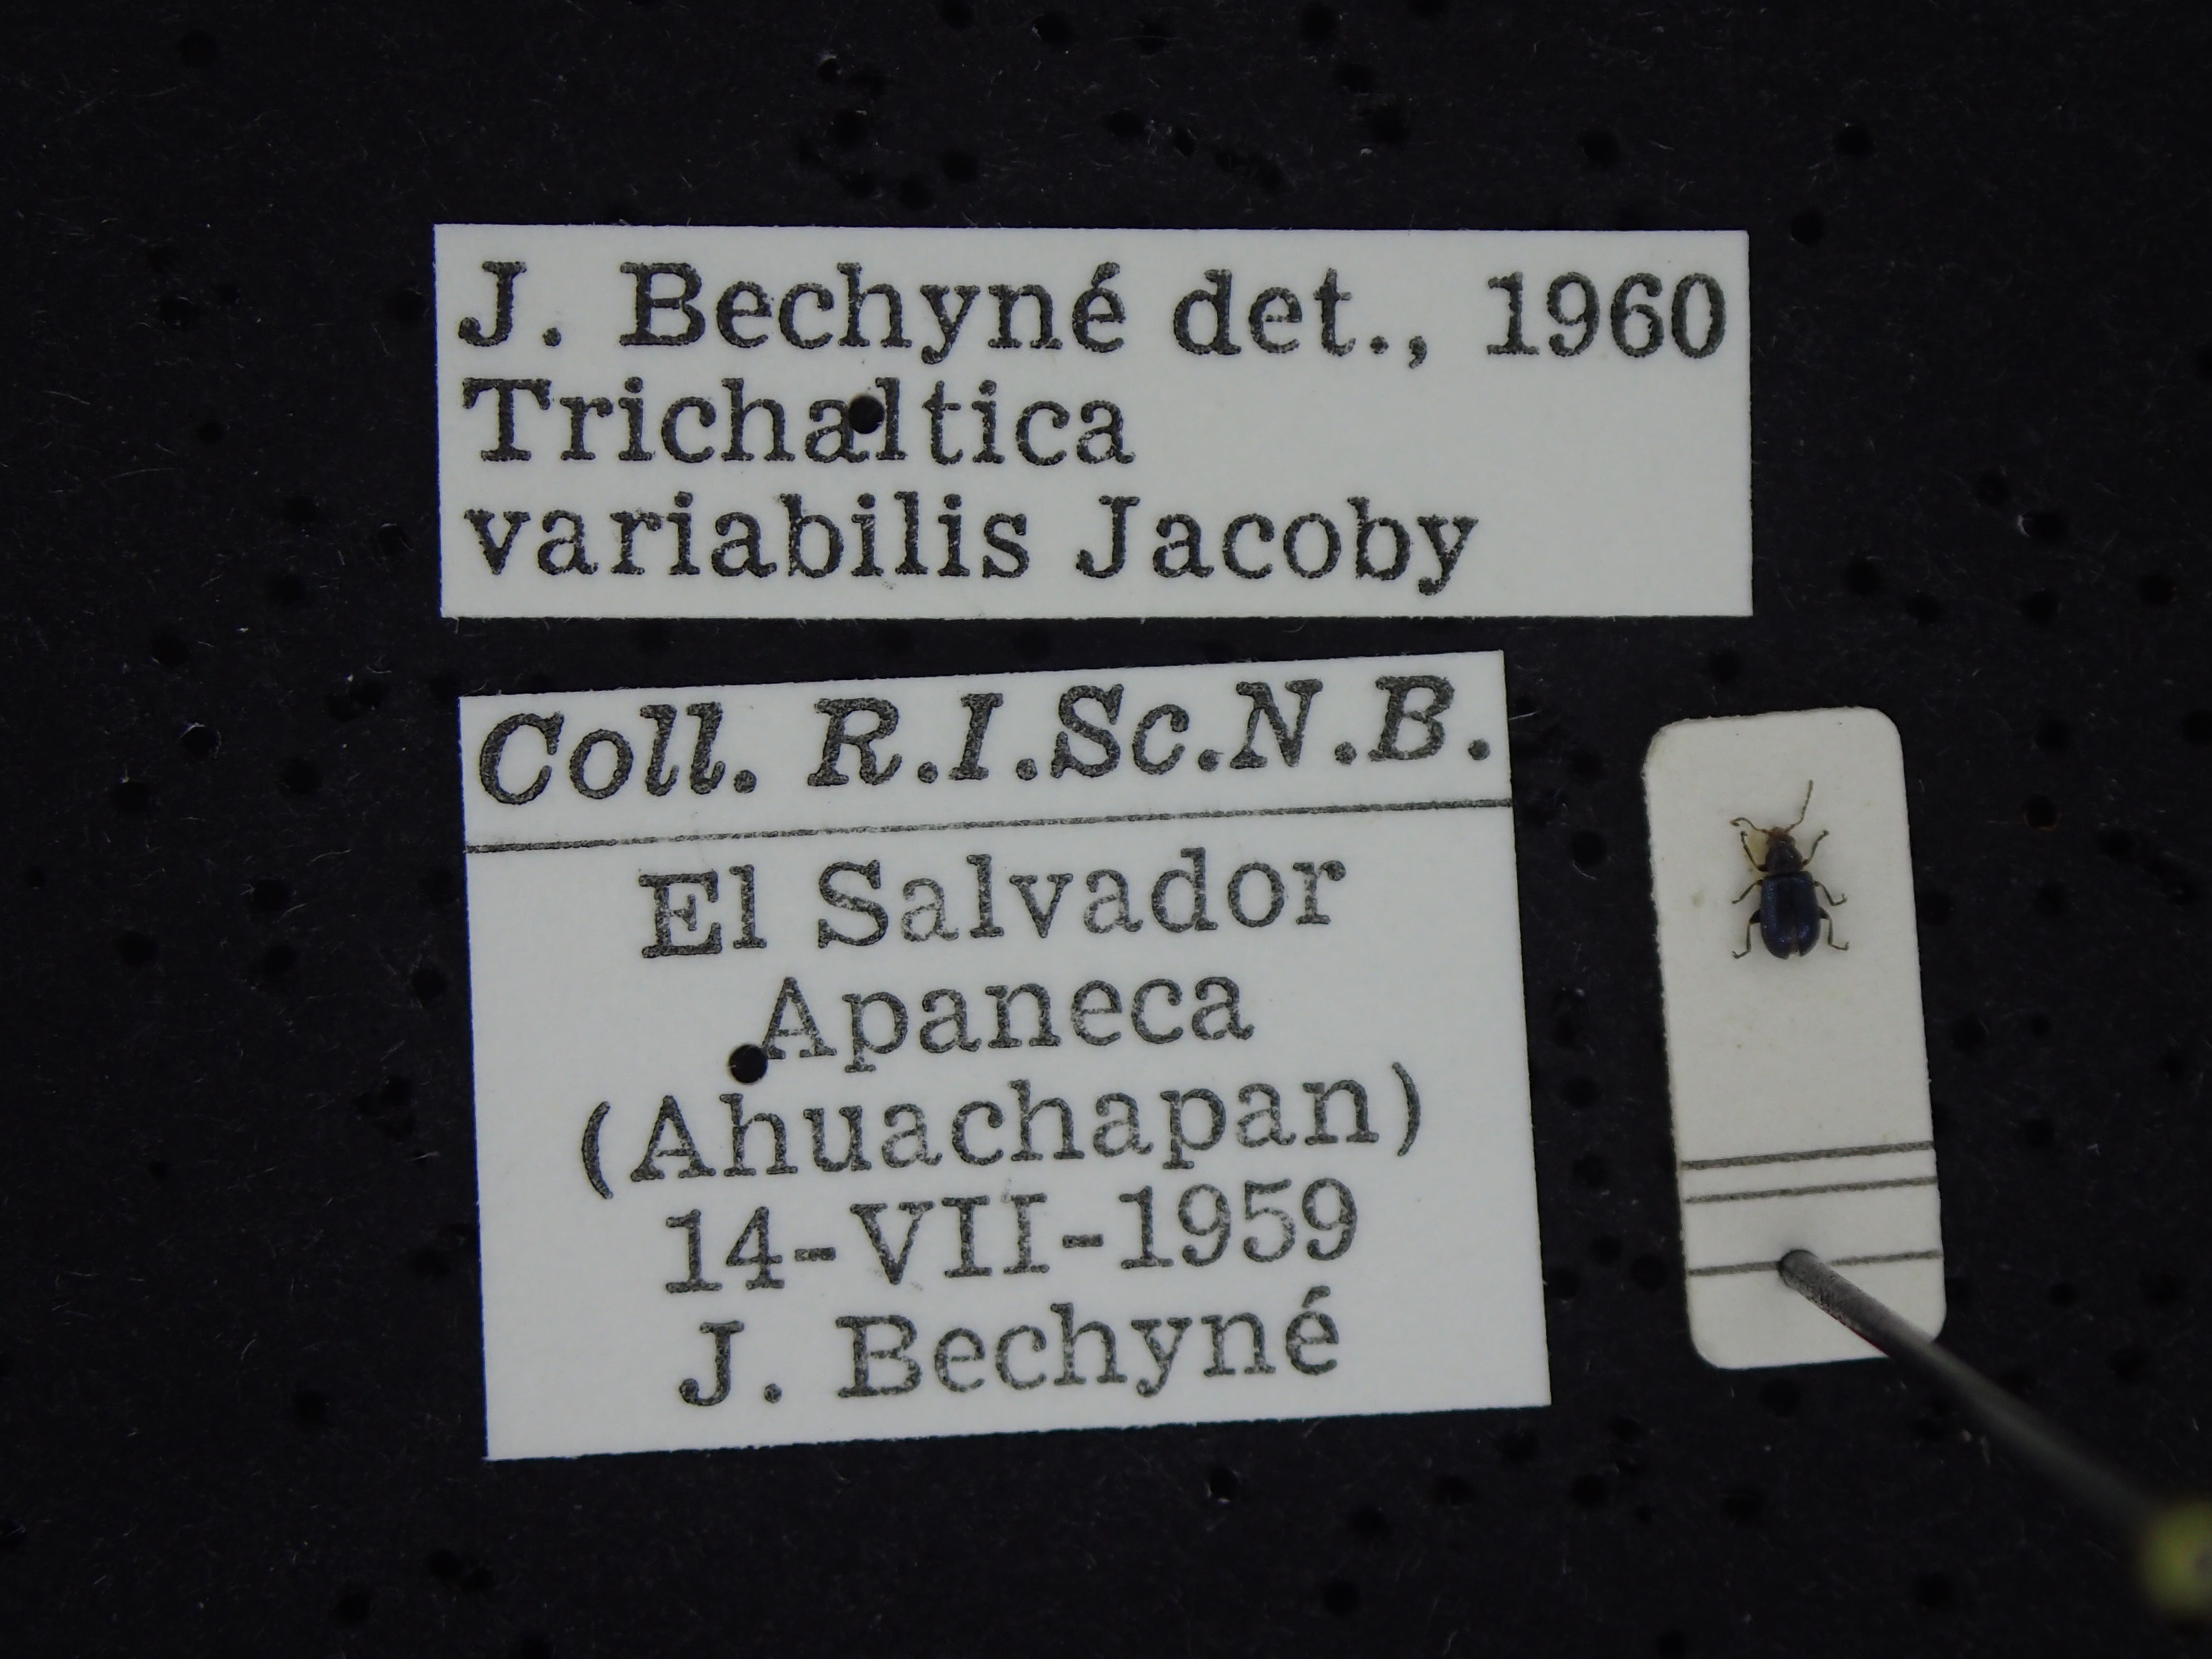 J. Bechyné det., 1960
Trichaltica
variabilis Jacoby
Coll. R.I.Sc.N.B.
El Salvador
Apaneca
(Ahuachapan)
14-VII-1959
J. Bechyné